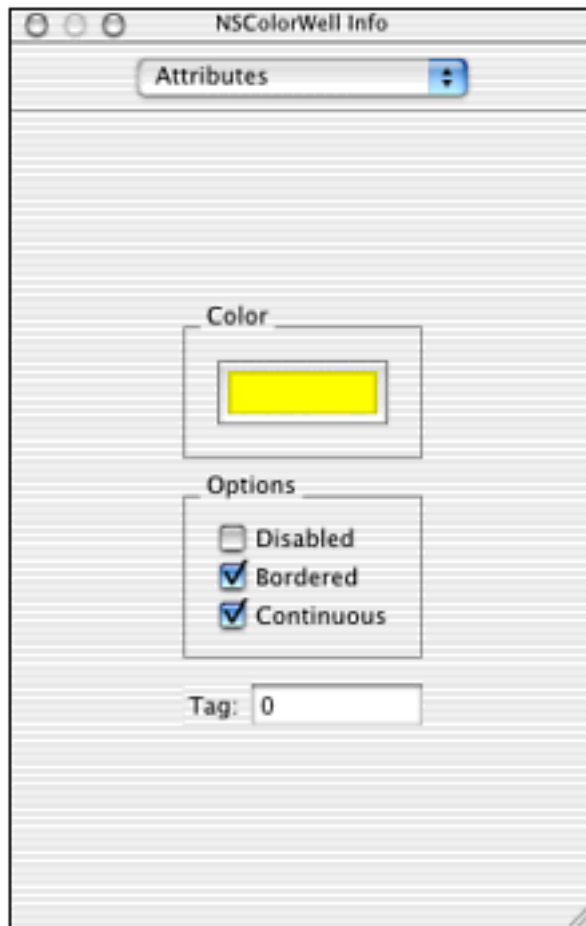 NSColorWell Info
Attributes
Color
Options
Disabled
Bordered
Continuous
Tag: 0